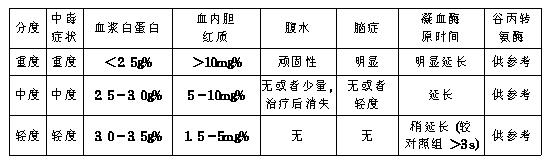 分度 中毒症状 血浆白蛋白 血内胆红质 腹水 脑症 凝血酶原时间 谷丙转氨酶
重度 重度 <2.5g% >10mg% 顽固性 明显 明显延长 供参考
中度 中度 2.5-3.0g% 5-10mg% 无或者少量,治疗后消失 无或者轻度 延长 供参考
轻度 轻度 3.0-3.5g% 1.5-5mg% 无 无 稍延长(较对照组>3s) 供参考